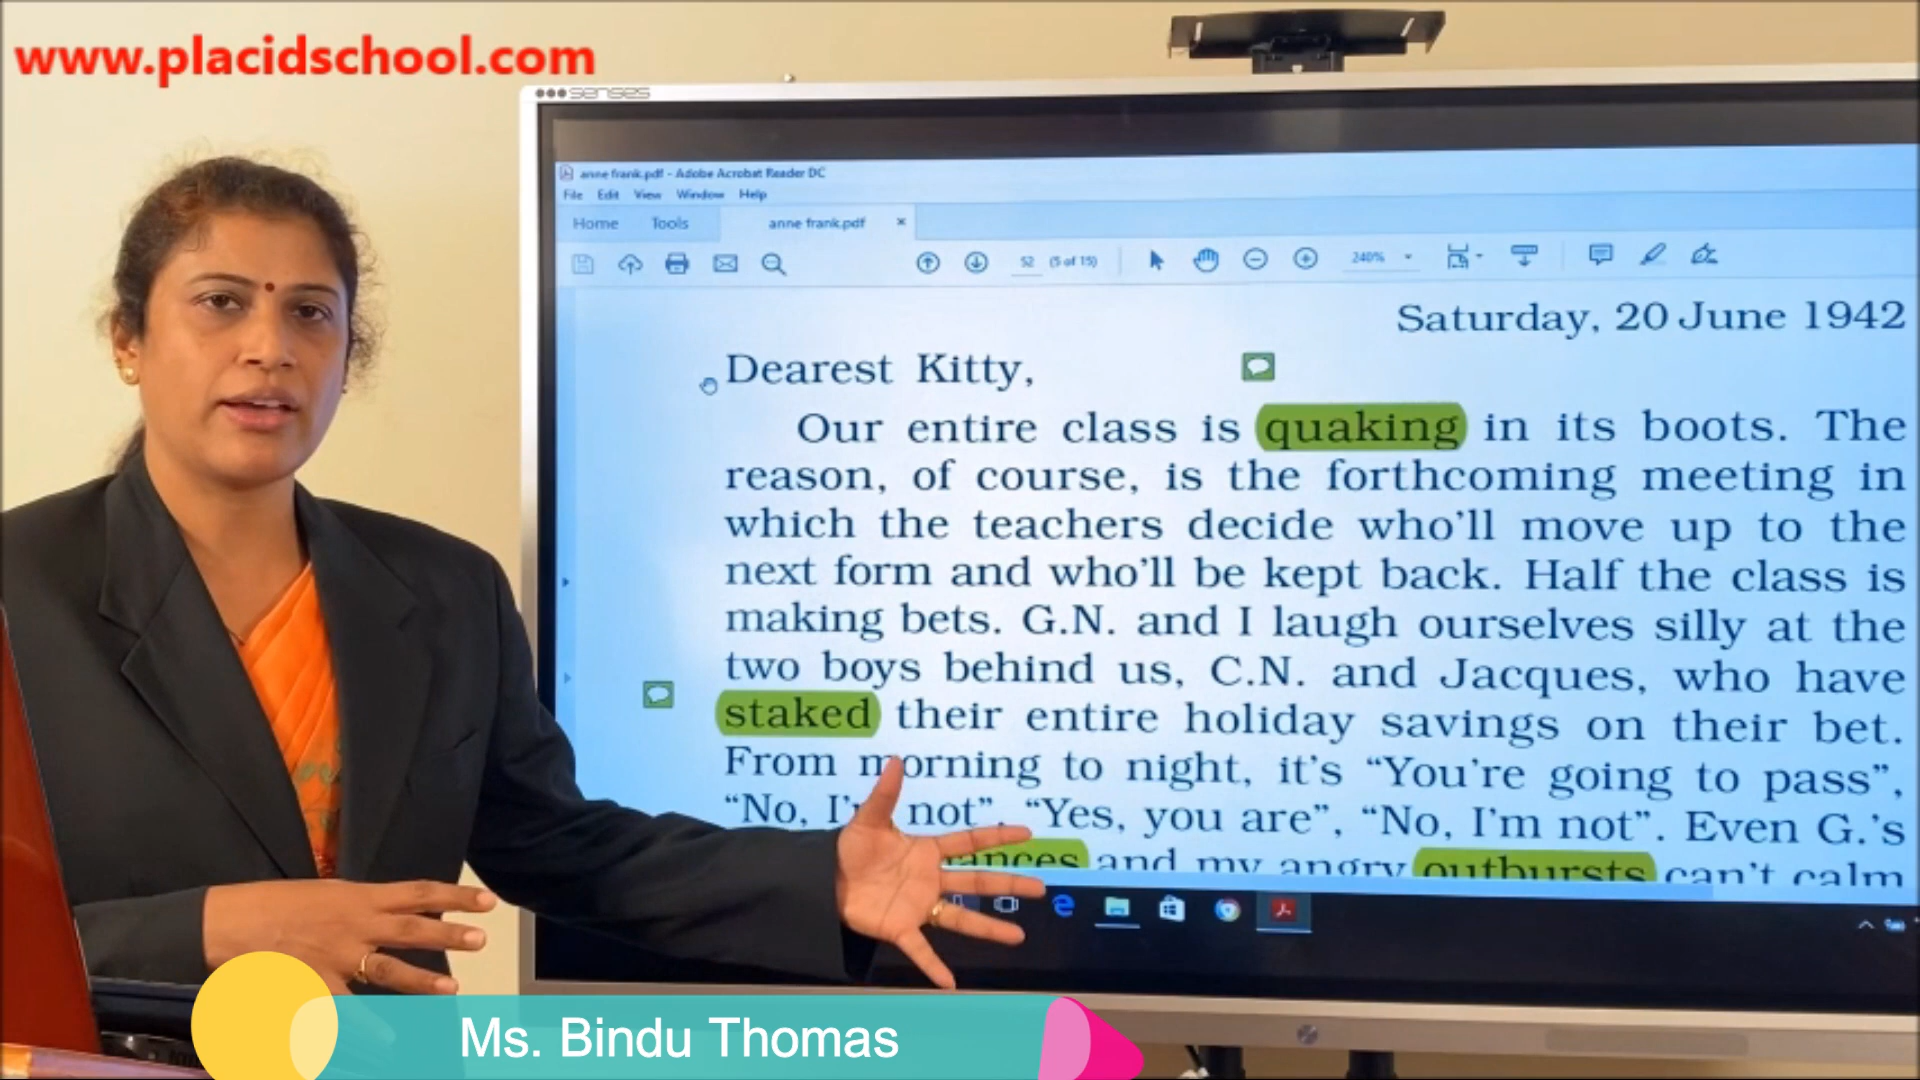 www.placidschool.com
senses
anne frank.pdf - Adobe Acrobat Reader DC
File Edit View Window Help
Home Tools anne frank.pdf ×
52 (5 of 15) 240%
Saturday, 20 June 1942
Dearest Kitty,
Our entire class is quaking in its boots. The
reason, of course, is the forthcoming meeting in
which the teachers decide who'll move up to the
next form and who'll be kept back. Half the class is
making bets. G.N. and I laugh ourselves silly at the
two boys behind us, C.N. and Jacques, who have
staked their entire holiday savings on their bet.
From morning to night, it's “You're going to pass”,
“No, I'm not”. “Yes, you are”, “No, I'm not”. Even G.'s
and my angry outbursts can't calm
Ms. Bindu Thomas